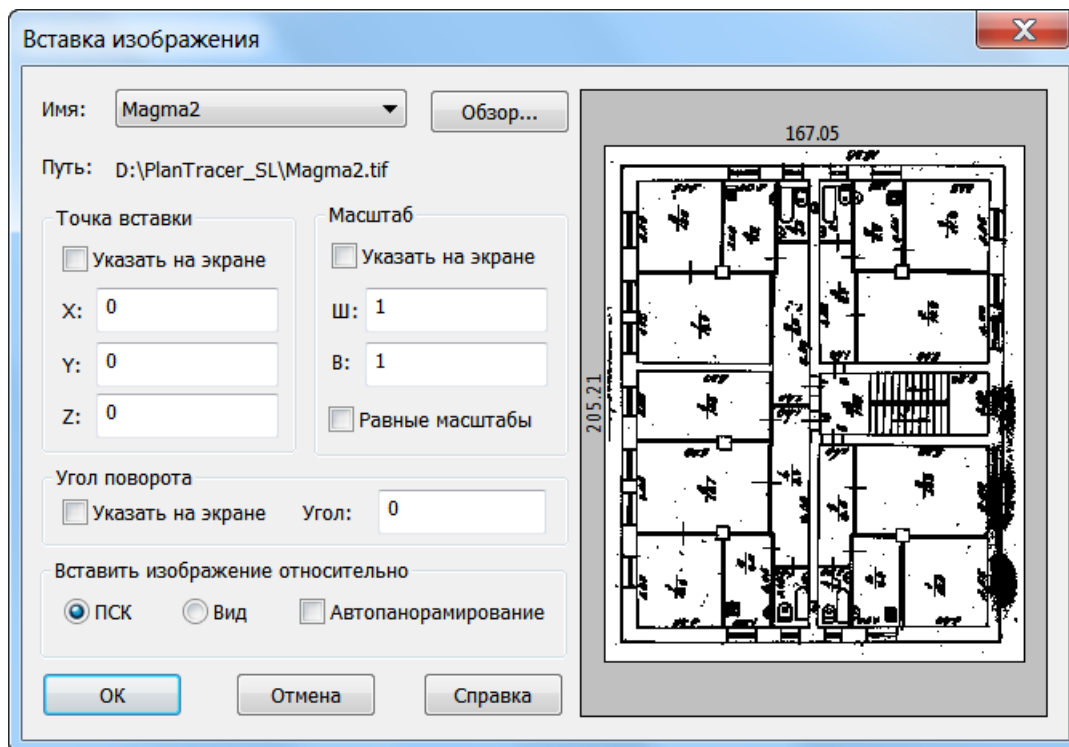 Вставка изображения
Имя: Magma2 Обзор...
Путь: D:\PlanTracer_SL\Magma2.tif
Точка вставки
Указать на экране
X: 0
Y: 0
Z: 0
Масштаб
Указать на экране
Ш: 1
В: 1
Равные масштабы
Угол поворота
Указать на экране Угол: 0
Вставить изображение относительно
ПСК Вид Автопанорамирование
ОК Отмена Справка
167.05
205.21